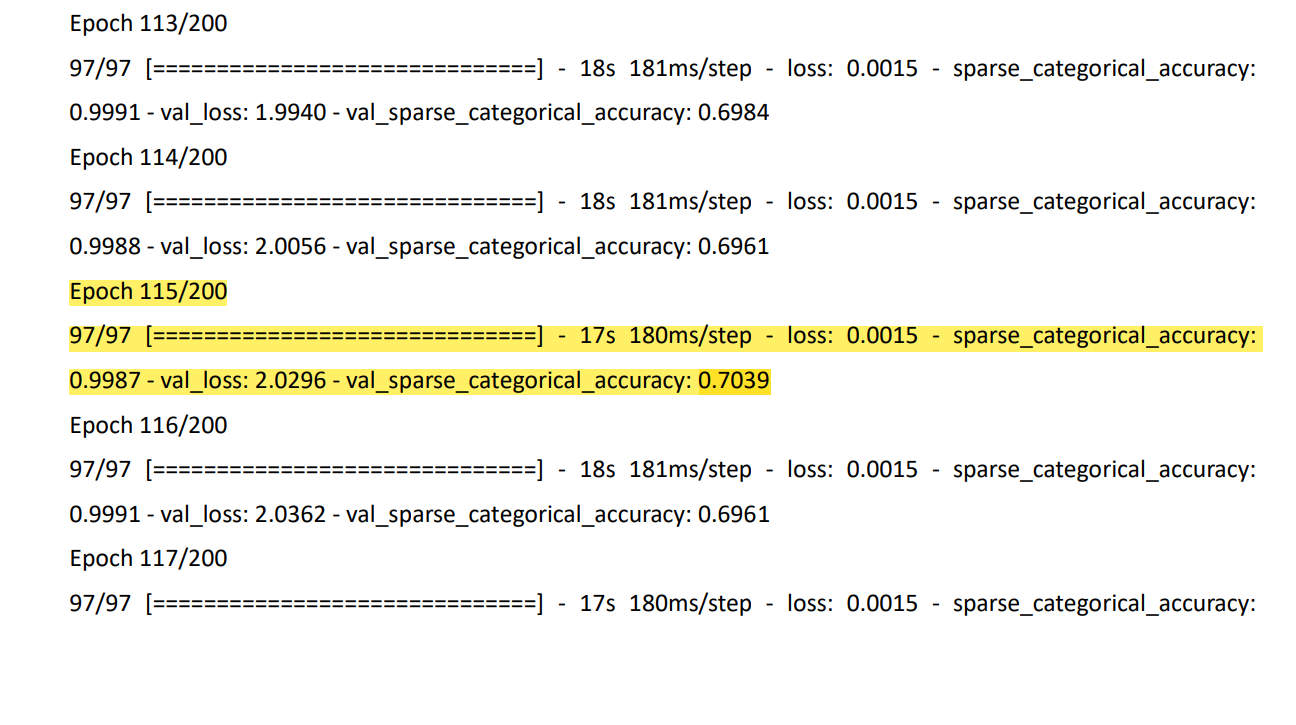 Epoch 113/200
97/97 [==============================] - 18s 181ms/step - loss: 0.0015 - sparse_categorical_accuracy:
0.9991 - val_loss: 1.9940 - val_sparse_categorical_accuracy: 0.6984
Epoch 114/200
97/97 [==============================] - 18s 181ms/step - loss: 0.0015 - sparse_categorical_accuracy:
0.9988 - val_loss: 2.0056 - val_sparse_categorical_accuracy: 0.6961
Epoch 115/200
97/97 [==============================] - 17s 180ms/step - loss: 0.0015 - sparse_categorical_accuracy:
0.9987 - val_loss: 2.0296 - val_sparse_categorical_accuracy: 0.7039
Epoch 116/200
97/97 [==============================] - 18s 181ms/step - loss: 0.0015 - sparse_categorical_accuracy:
0.9991 - val_loss: 2.0362 - val_sparse_categorical_accuracy: 0.6961
Epoch 117/200
97/97 [==============================] - 17s 180ms/step - loss: 0.0015 - sparse_categorical_accuracy: